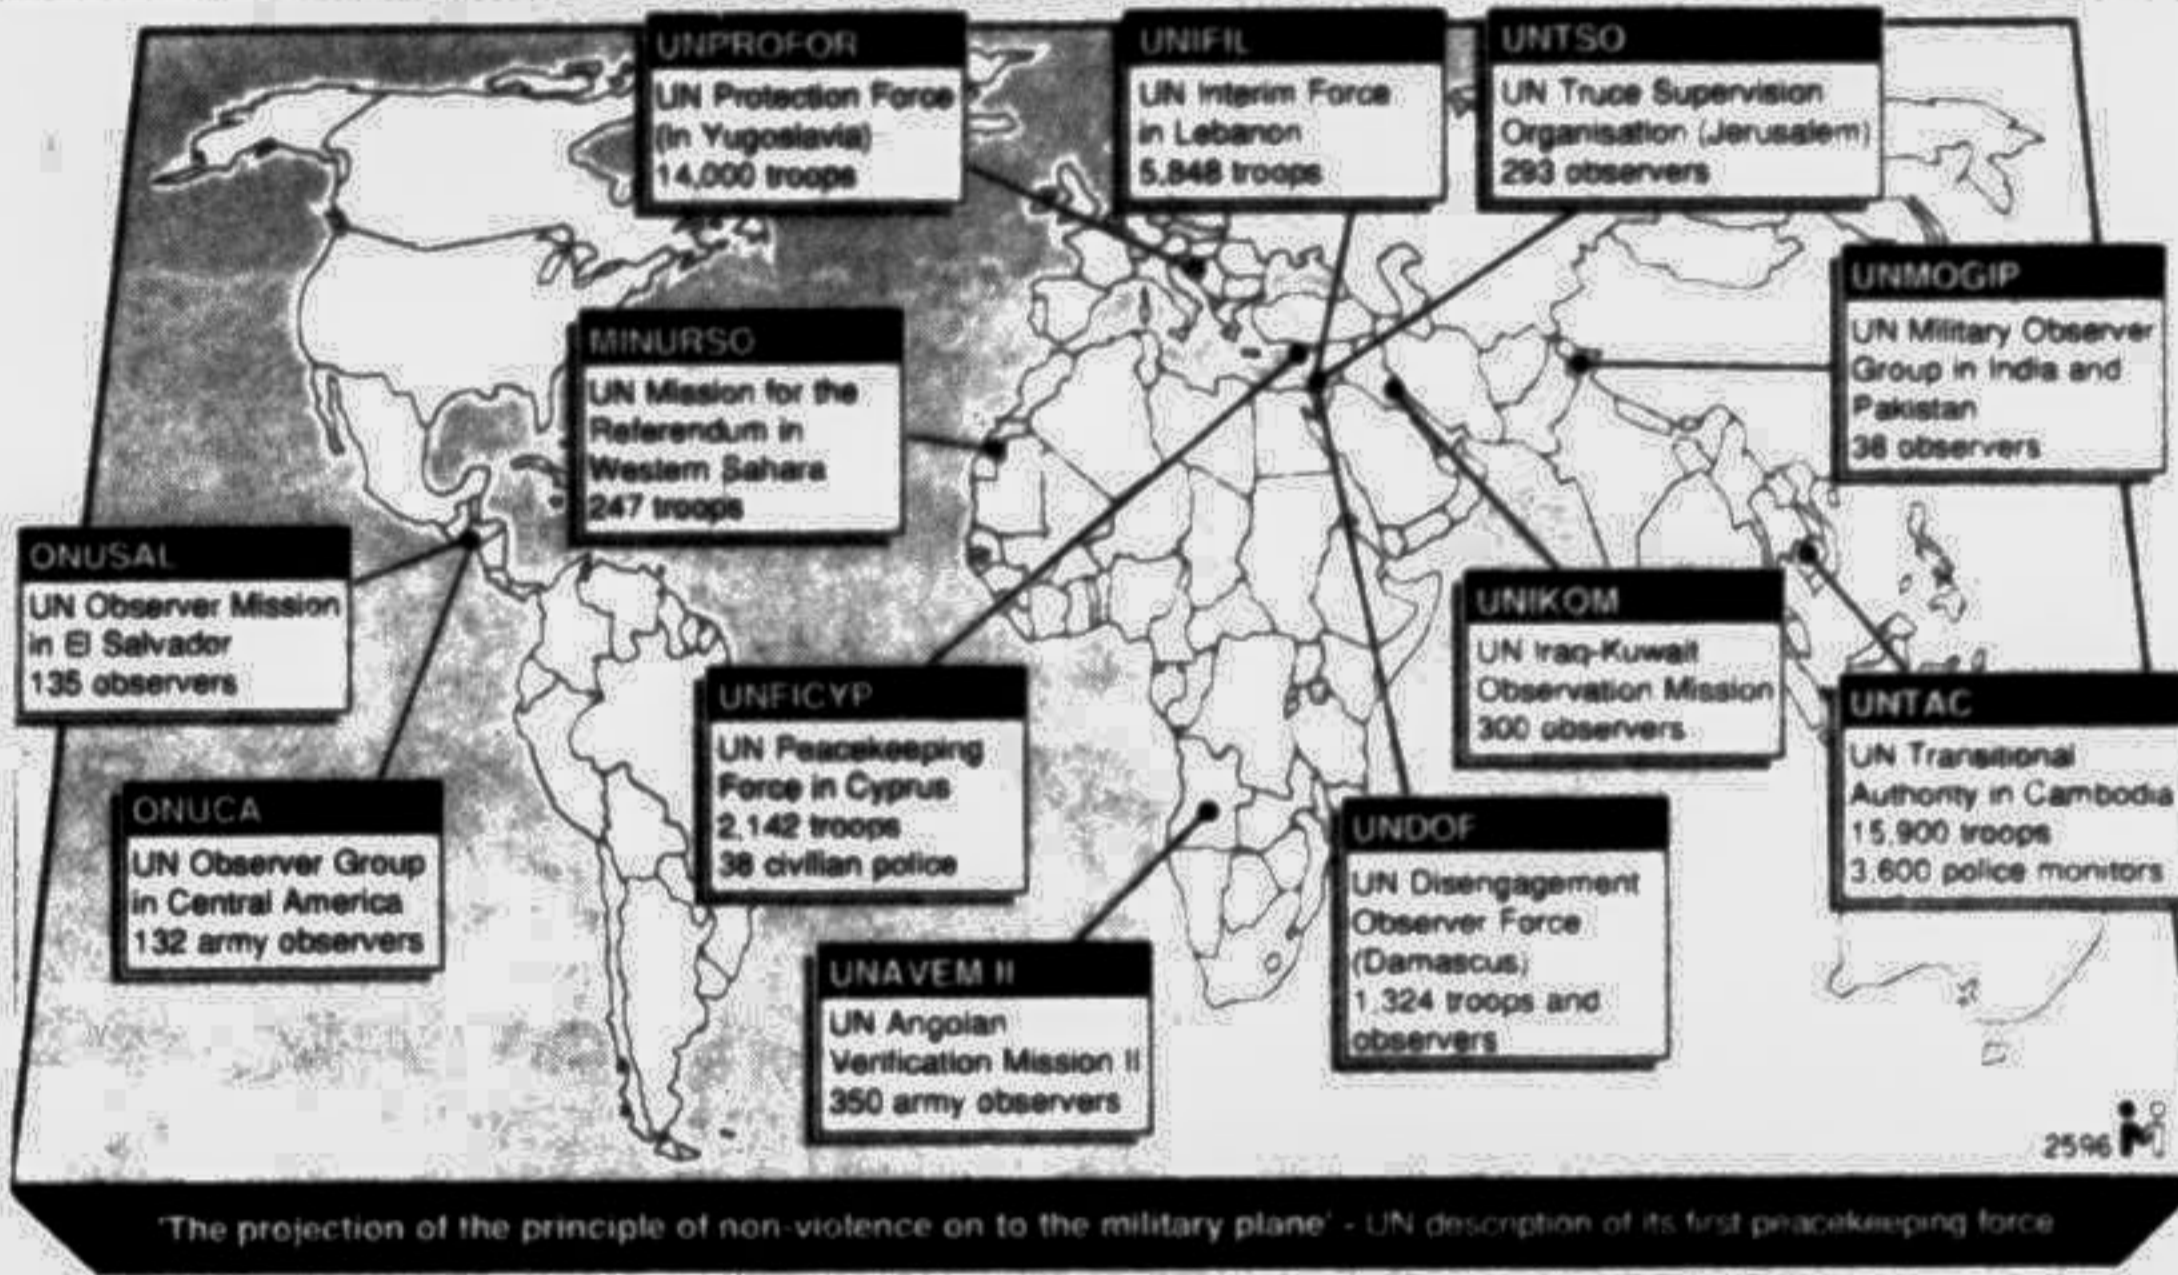 UNPROFOR
UN Protection Force
(in Yugoslavia)
14,000 troops
UNIFIL
UN Interim Force
in Lebanon
5,848 troops
UNTSO
UN Truce Supervision
Organisation (Jerusalem)
293 observers
UNMOGIP
UN Military Observer
Group in India and
Pakistan
38 observers
MINURSO
UN Mission for the
Referendum in
Western Sahara
247 troops
ONUSAL
UN Observer Mission
in El Salvador
135 observers
ONUCA
UN Observer Group
in Central America
132 army observers
UNFICYP
UN Peacekeeping
Force in Cyprus
2,142 troops
38 civilian police
UNAVEM II
UN Angolan
Verification Mission II
350 army observers
UNDOF
UN Disengagement
Observer Force
(Damascus)
1,324 troops and
observers
UNIKOM
UN Iraq-Kuwait
Observation Mission
300 observers
UNTAC
UN Transitional
Authority in Cambodia
15,900 troops
3,600 police monitors
2596
'The projection of the principle of non-violence on to the military plane' - UN description of its first peacekeeping force